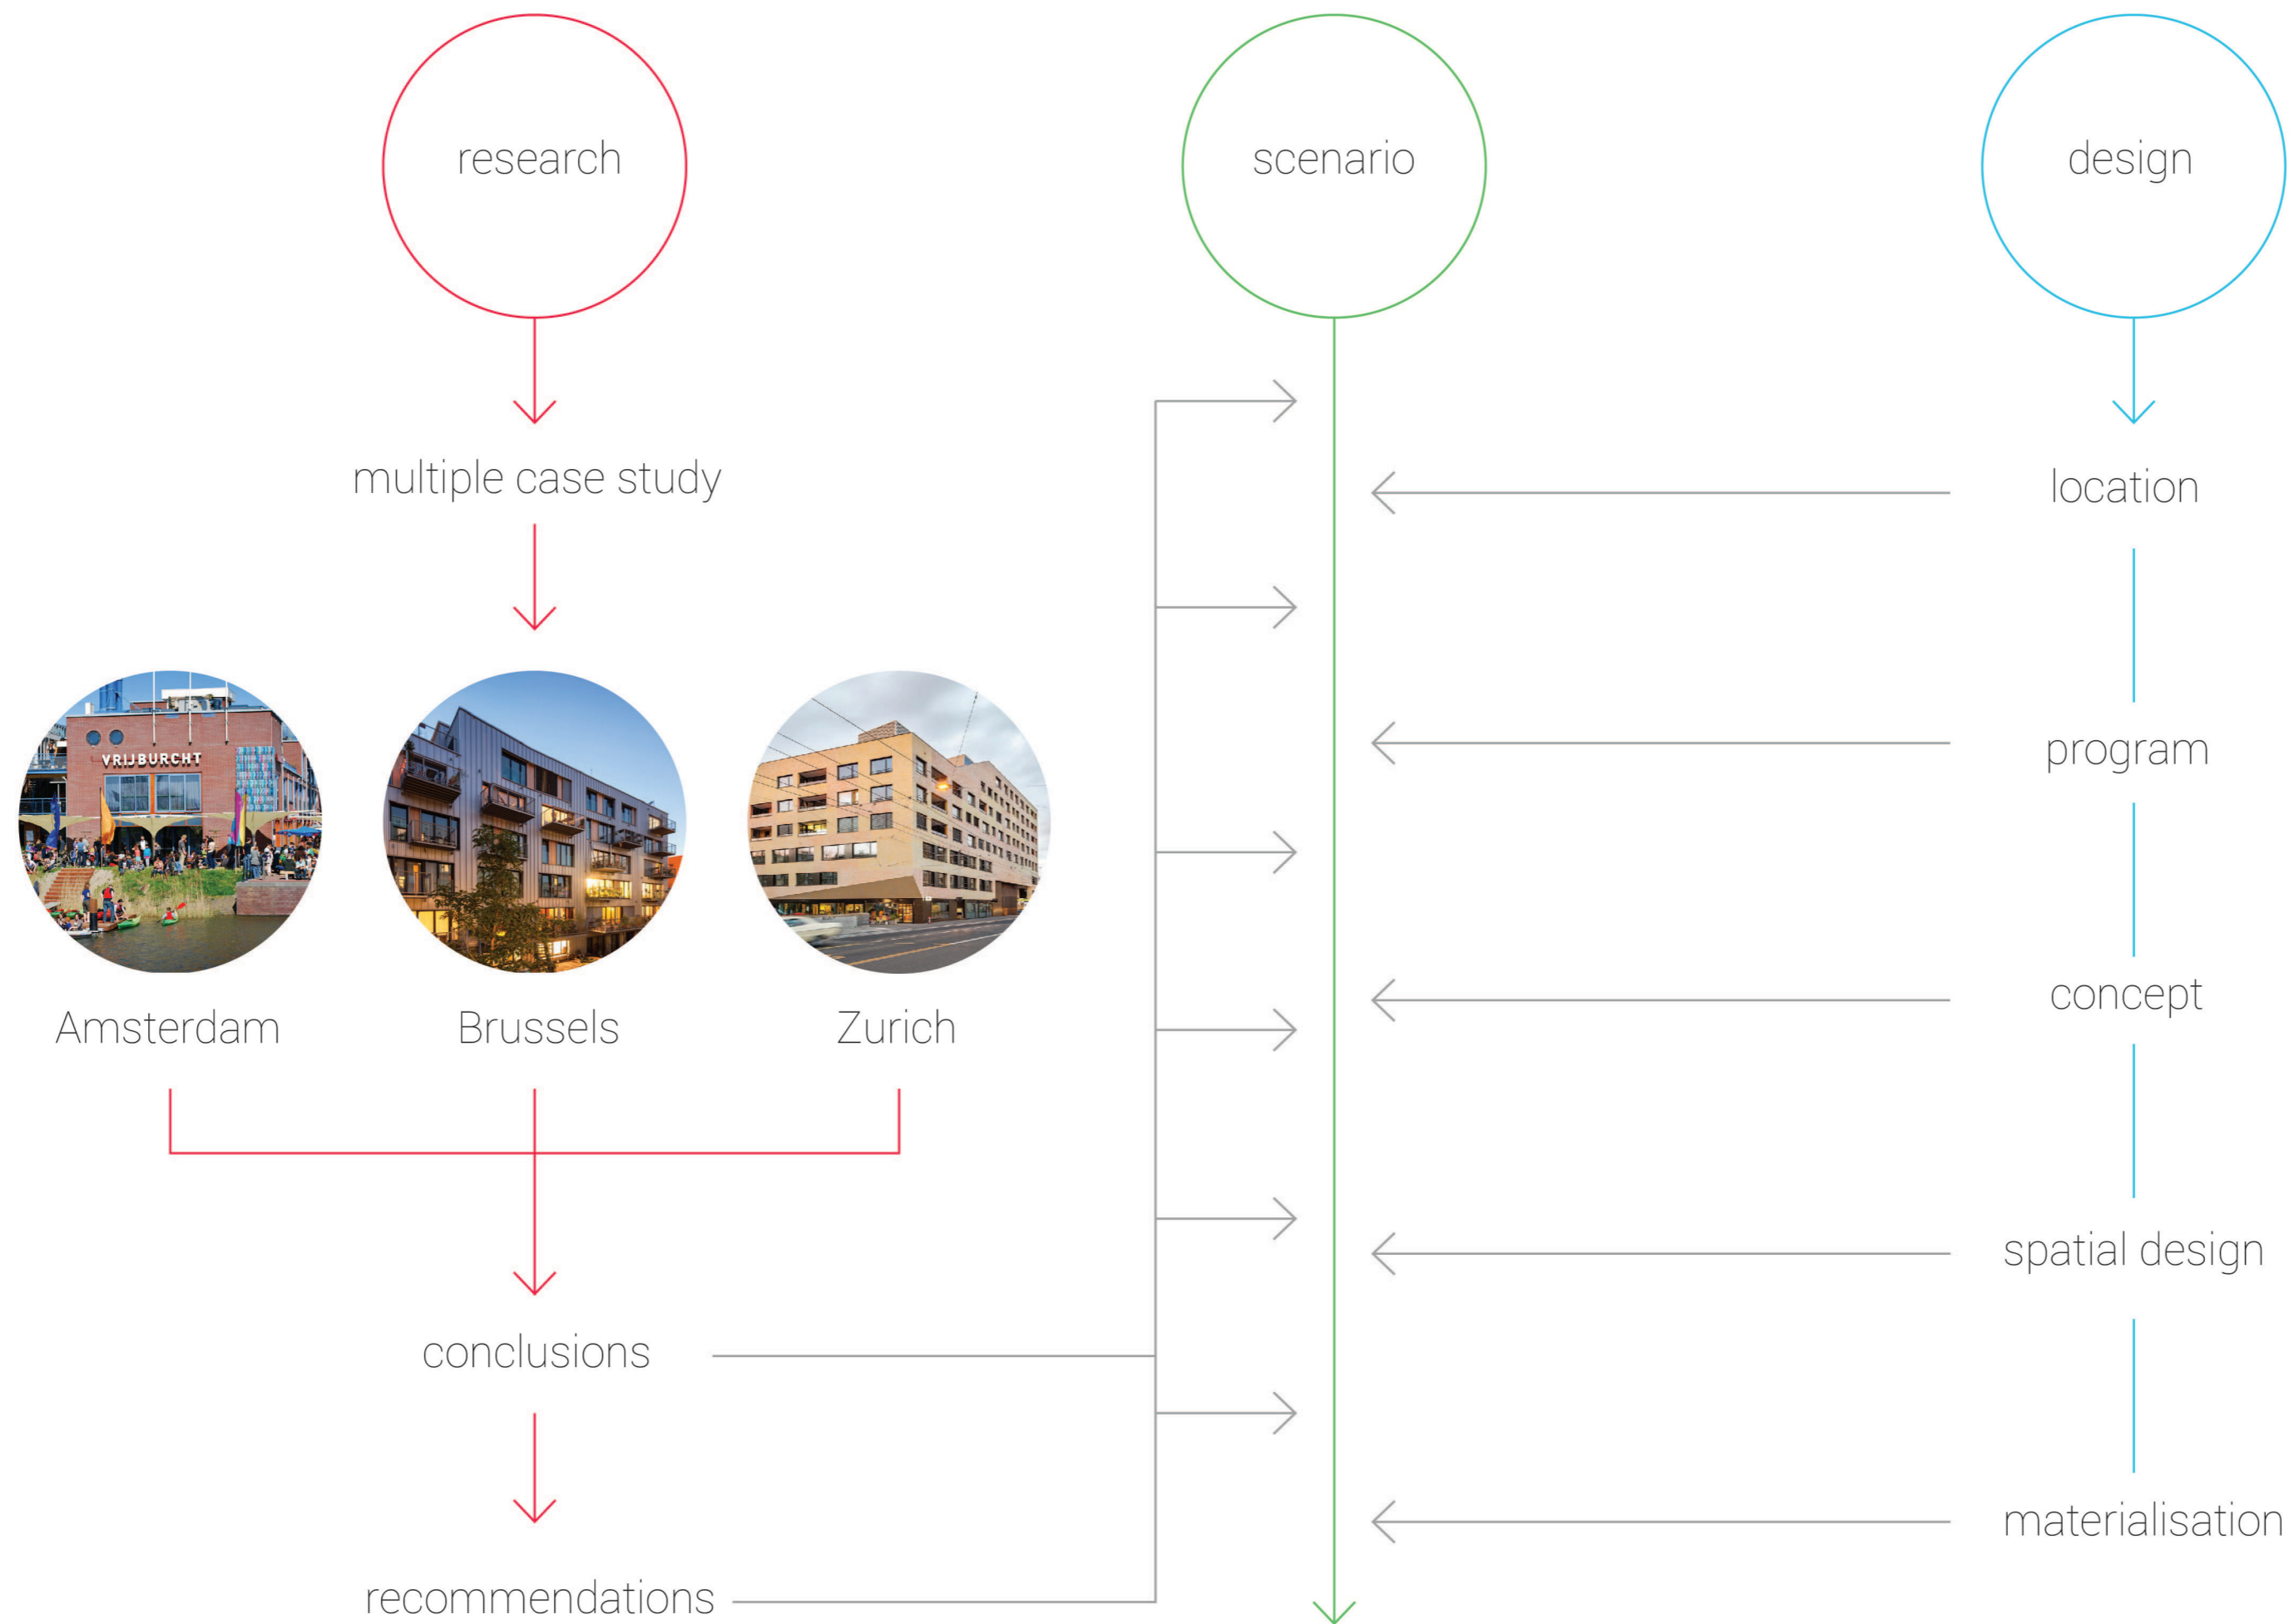 research
scenario
design
multiple case study
location
VRIJBURCHT
program
Amsterdam
Brussels
Zurich
concept
spatial design
conclusions
materialisation
recommendations